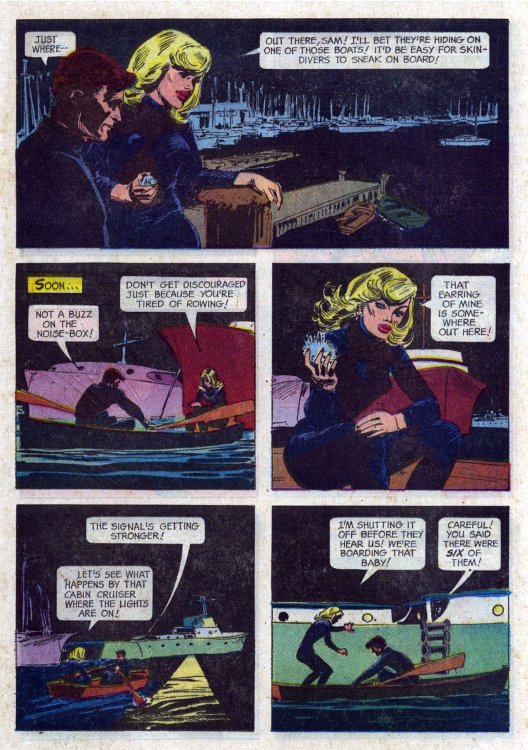 JUST
WHERE--
OUT THERE, SAM! I'LL BET THEY'RE HIDING ON
ONE OF THOSE BOATS! IT'D BE EASY FOR SKIN-
DIVERS TO SNEAK ON BOARD!
SOON...
NOT A BUZZ
ON THE
NOISE-BOX!
DON'T GET DISCOURAGED
JUST BECAUSE YOU'RE
TIRED OF ROWING!
THAT
EARRING
OF MINE
IS SOME-
WHERE
OUT HERE!
THE SIGNAL'S GETTING
STRONGER!
LET'S SEE WHAT
HAPPENS BY THAT
CABIN CRUISER
WHERE THE LIGHTS
ARE ON!
I'M SHUTTING IT
OFF BEFORE THEY
HEAR US! WE'RE
BOARDING THAT
BABY!
CAREFUL!
YOU SAID
THERE WERE
SIX OF
THEM!